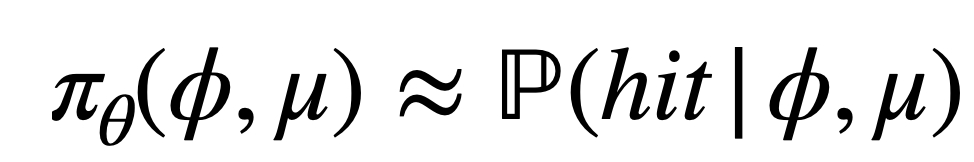 π_θ(ϕ, μ) ≈ ℙ(hit | ϕ, μ)